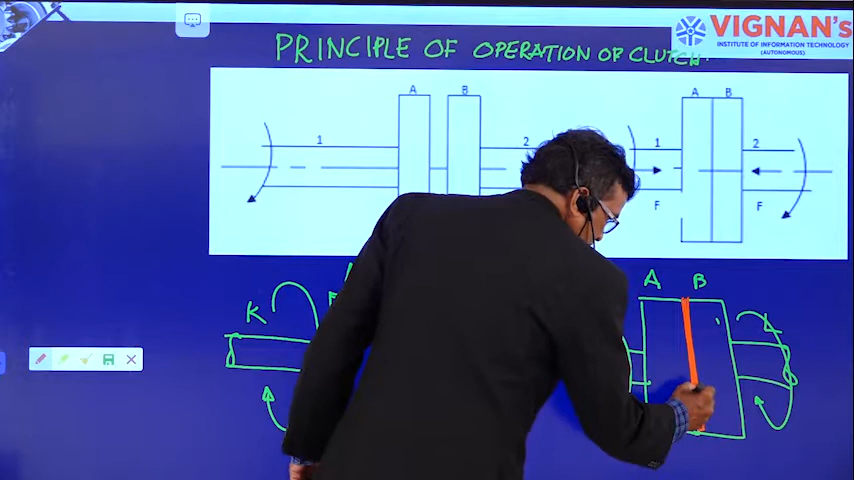 VIGNAN'S
INSTITUTE OF INFORMATION TECHNOLOGY
(AUTONOMOUS)
PRINCIPLE OF OPERATION OF CLUTCH.
A B
A B
1
2
1
2
F
F
K
A B